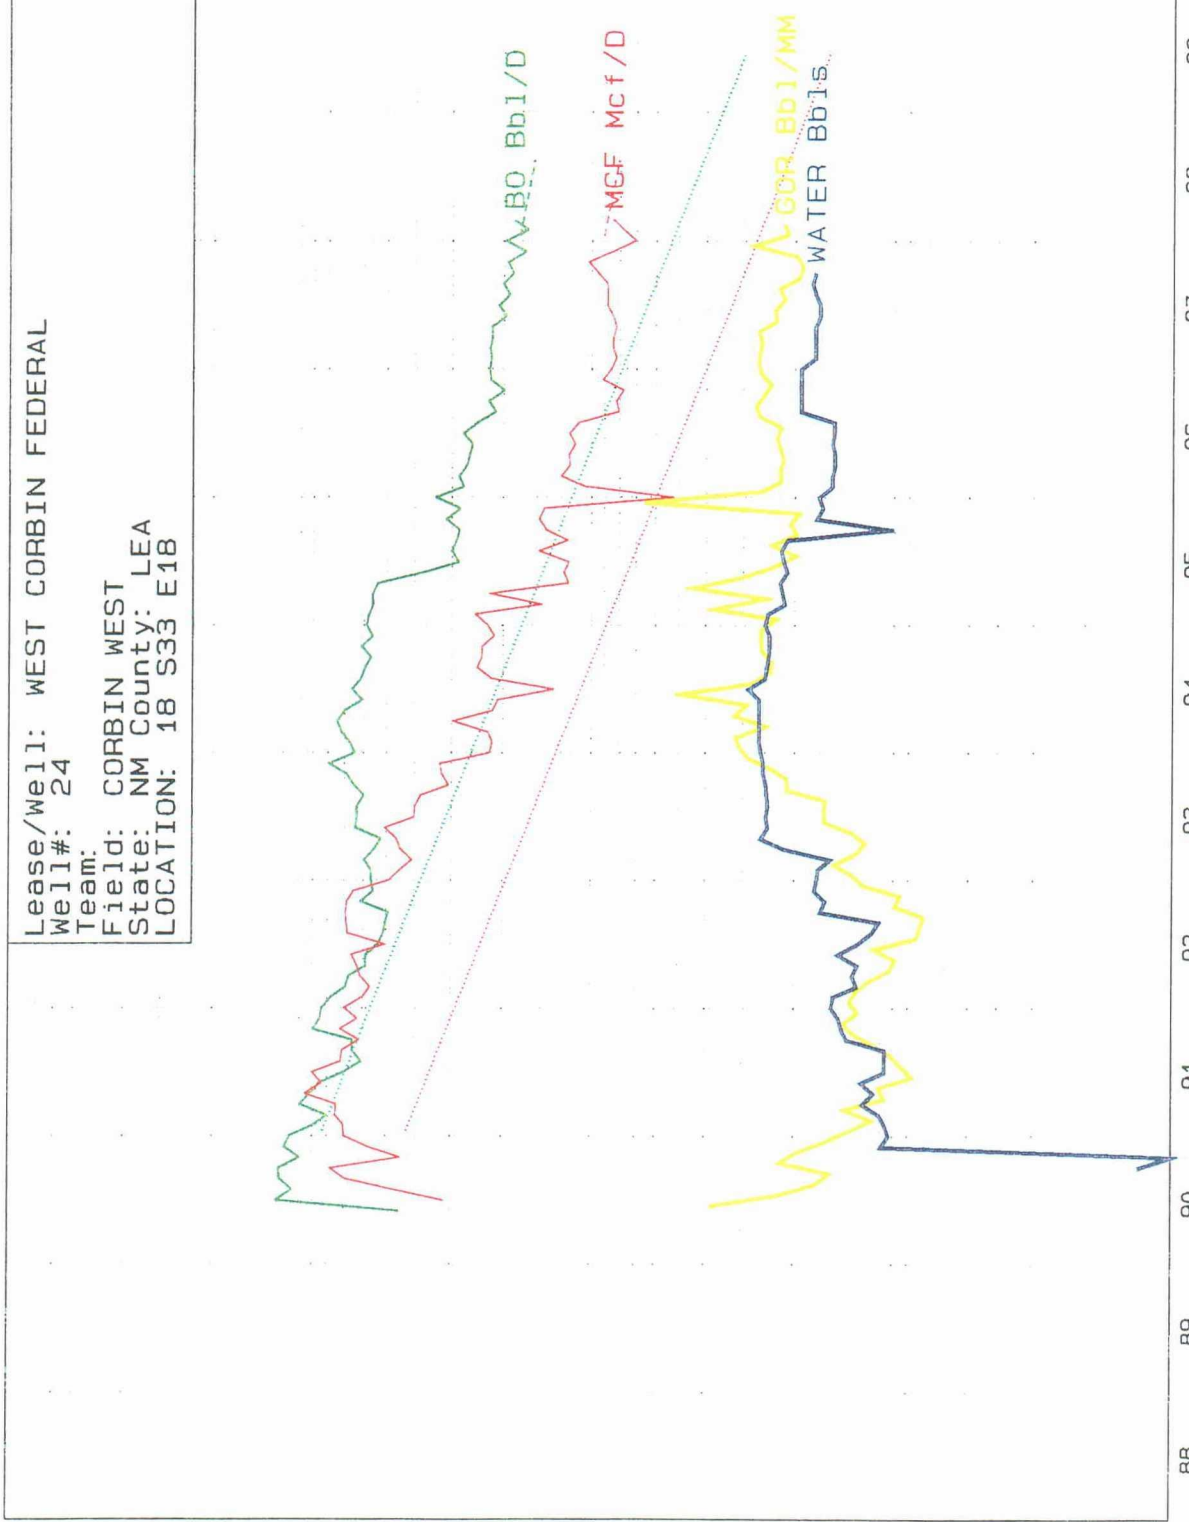 Lease/Well: WEST CORBIN FEDERAL
Well#: 24
Team:
Field: CORBIN WEST
State: NM County: LEA
LOCATION: 18 S33 E18
BO Bbl/D
MCF Mcf/D
GOR Bbl/MM
WATER Bbls